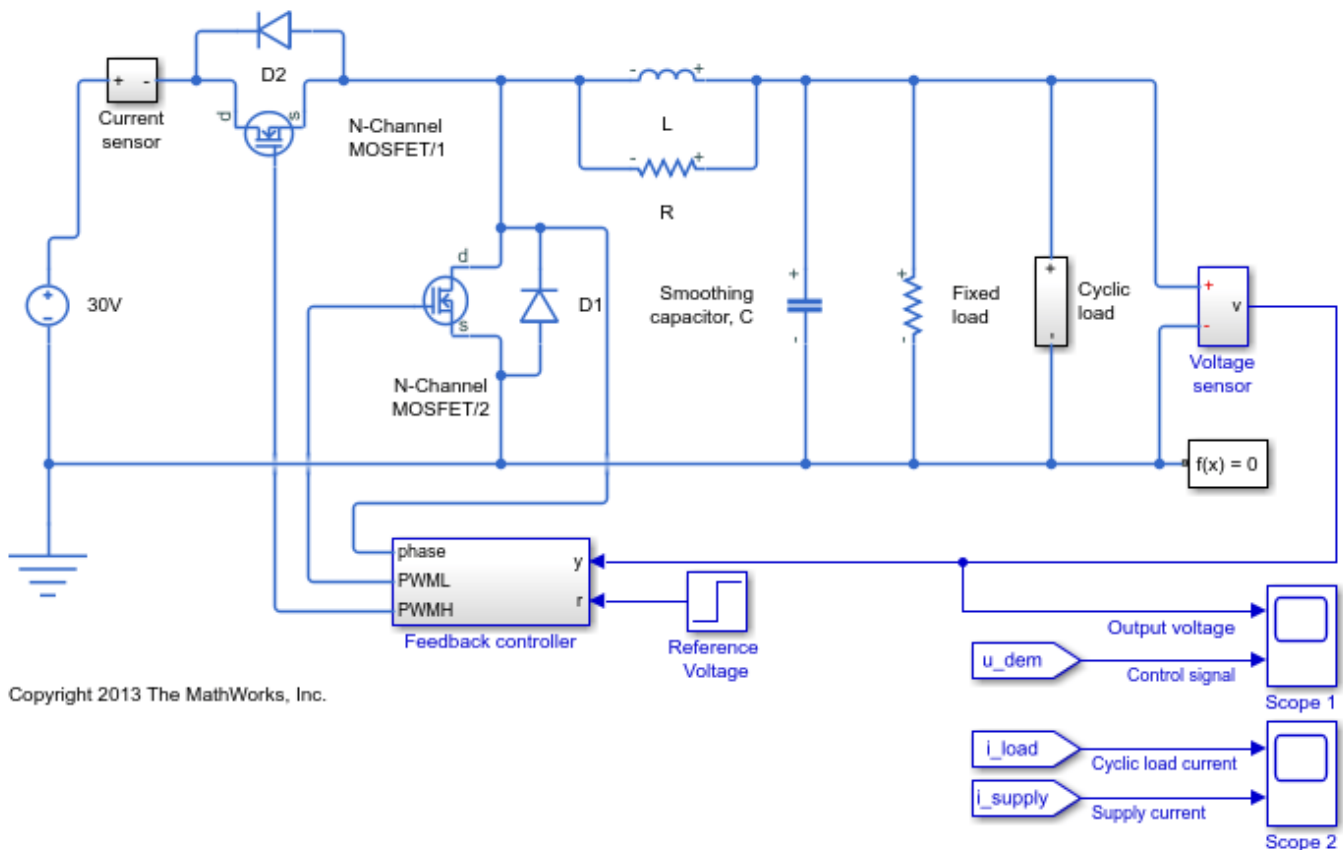 D2
+ -
Current
sensor
d
s
N-Channel
MOSFET/1
- +
L
- +
R
30V
+
-
d
s
D1
N-Channel
MOSFET/2
+
Smoothing
capacitor, C
-
+
Fixed
load
-
+
Cyclic
load
-
+
-
v
Voltage
sensor
f(x) = 0
phase
PWML
PWMH
y
r
Feedback controller
Reference
Voltage
Output voltage
u_dem
Control signal
Scope 1
i_load
Cyclic load current
i_supply
Supply current
Scope 2
Copyright 2013 The MathWorks, Inc.